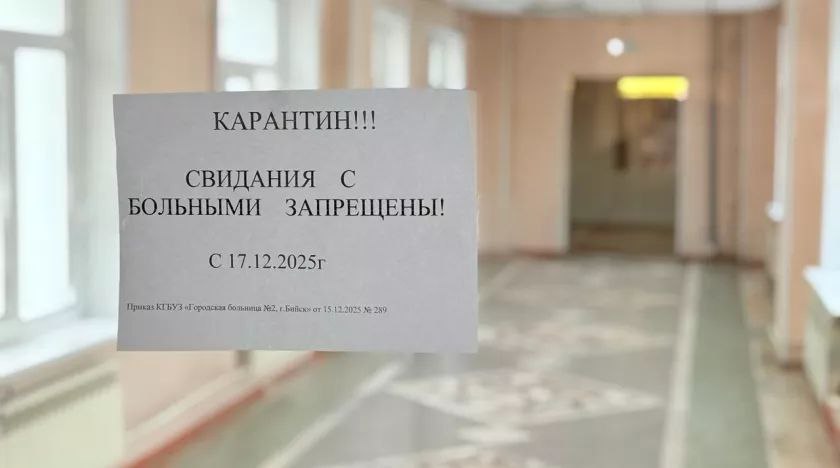 КАРАНТИН!!!
СВИДАНИЯ С
БОЛЬНЫМИ ЗАПРЕЩЕНЫ!
С 17.12.2025г
Приказ КГБУЗ «Городская больница №2, г.Бийск» от 15.12.2025 № 289